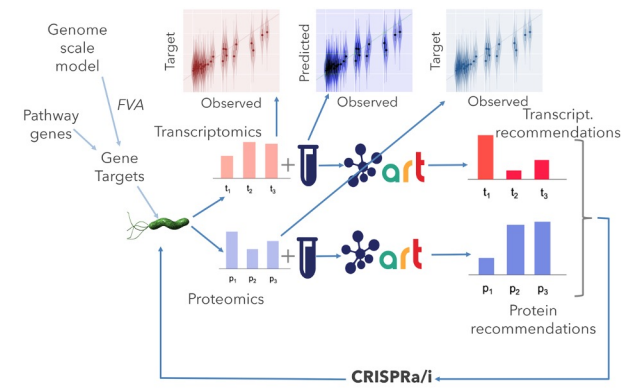 Genome
scale
model
FVA
Pathway
genes
Gene
Targets
Target
Observed
Predicted
Observed
Target
Observed
Transcriptomics
t1 t2 t3
+
art
Transcript.
recommendations
t1 t2 t3
Proteomics
p1 p2 p3
+
art
p1 p2 p3
Protein
recommendations
CRISPRa/i